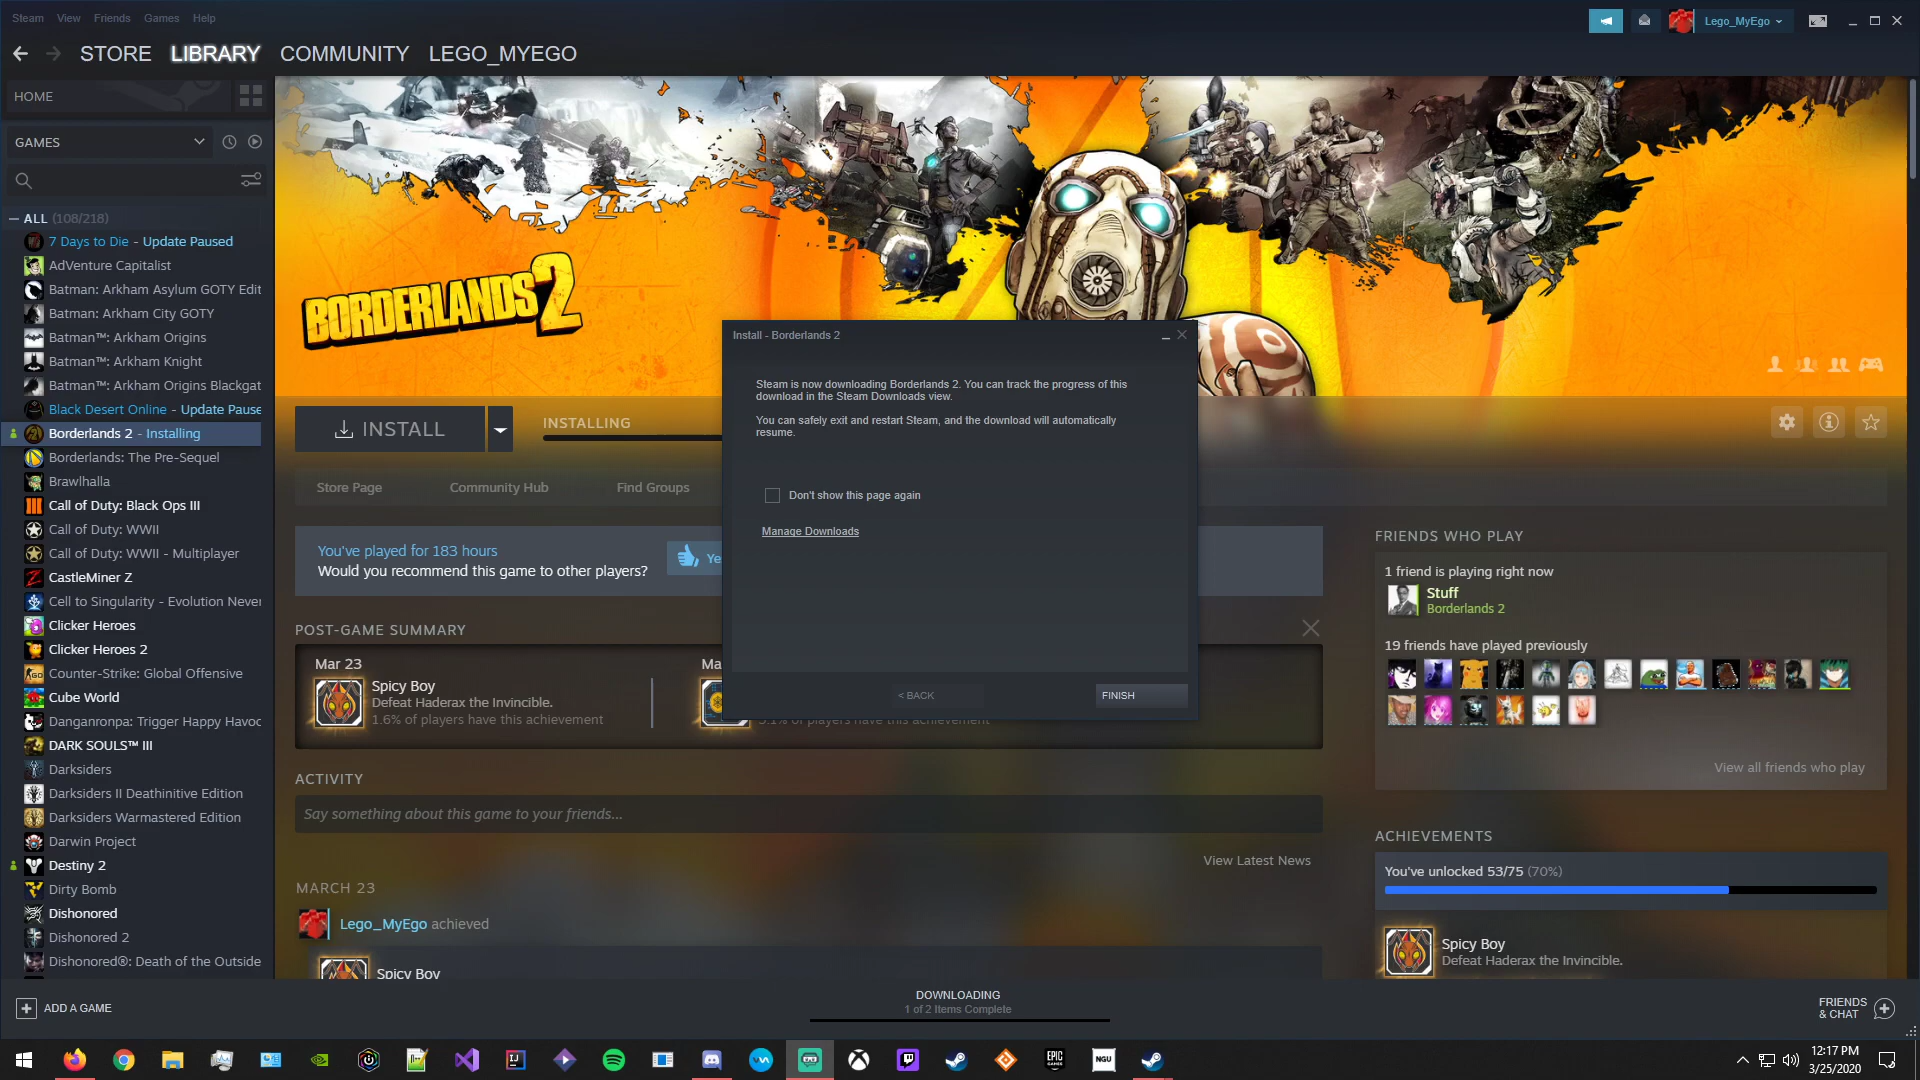 Steam View Friends Games Help
Lego_MyEgo
STORE LIBRARY COMMUNITY LEGO_MYEGO
HOME
GAMES
ALL (108/218)
7 Days to Die - Update Paused
AdVenture Capitalist
Batman: Arkham Asylum GOTY Edit
Batman: Arkham City GOTY
Batman™: Arkham Origins
Batman™: Arkham Knight
Batman™: Arkham Origins Blackgat
Black Desert Online - Update Pause
Borderlands 2 - Installing
Borderlands: The Pre-Sequel
Brawlhalla
Call of Duty: Black Ops III
Call of Duty: WWII
Call of Duty: WWII - Multiplayer
CastleMiner Z
Cell to Singularity - Evolution Never
Clicker Heroes
Clicker Heroes 2
Counter-Strike: Global Offensive
Cube World
Danganronpa: Trigger Happy Havoc
DARK SOULS™ III
Darksiders
Darksiders II Deathinitive Edition
Darksiders Warmastered Edition
Darwin Project
Destiny 2
Dirty Bomb
Dishonored
Dishonored 2
Dishonored®: Death of the Outside
ADD A GAME
BORDERLANDS 2
INSTALL
INSTALLING
Store Page Community Hub Find Groups
You've played for 183 hours
Would you recommend this game to other players?
Ye
POST-GAME SUMMARY
Mar 23
Spicy Boy
Defeat Haderax the Invincible.
1.6% of players have this achievement
Ma
5.1% of players have this achievement
ACTIVITY
Say something about this game to your friends...
View Latest News
MARCH 23
Lego_MyEgo achieved
Spicy Boy
Install - Borderlands 2
Steam is now downloading Borderlands 2. You can track the progress of this
download in the Steam Downloads view.
You can safely exit and restart Steam, and the download will automatically
resume.
Don't show this page again
Manage Downloads
< BACK
FINISH
FRIENDS WHO PLAY
1 friend is playing right now
Stuff
Borderlands 2
19 friends have played previously
View all friends who play
ACHIEVEMENTS
You've unlocked 53/75 (70%)
Spicy Boy
Defeat Haderax the Invincible.
DOWNLOADING
1 of 2 Items Complete
FRIENDS
& CHAT
EPIC
GAMES
NGU
12:17 PM
3/25/2020